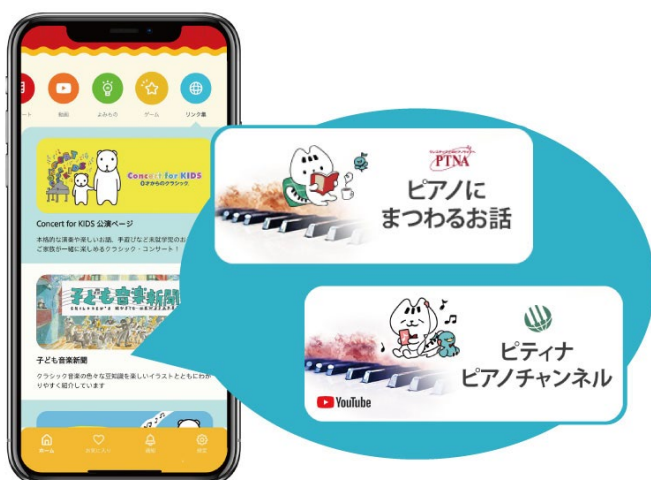 動画
よみもの
ゲーム
リンク集
Concert for KIDS
0才からのクラシック
Concert for KIDS 公演ページ
本格的な演奏や楽しいお話、手遊びなど未就学児のお
ご家族が一緒に楽しめるクラシック・コンサート!
子ども音楽新聞
子ども音楽新聞
クラシック音楽の色々な豆知識を楽しいイラストとともにわか
りやすく紹介しています
ホーム
お気に入り
通知
設定
PTNA
ピアノに
まつわるお話
YouTube
ピティナ
ピアノチャンネル